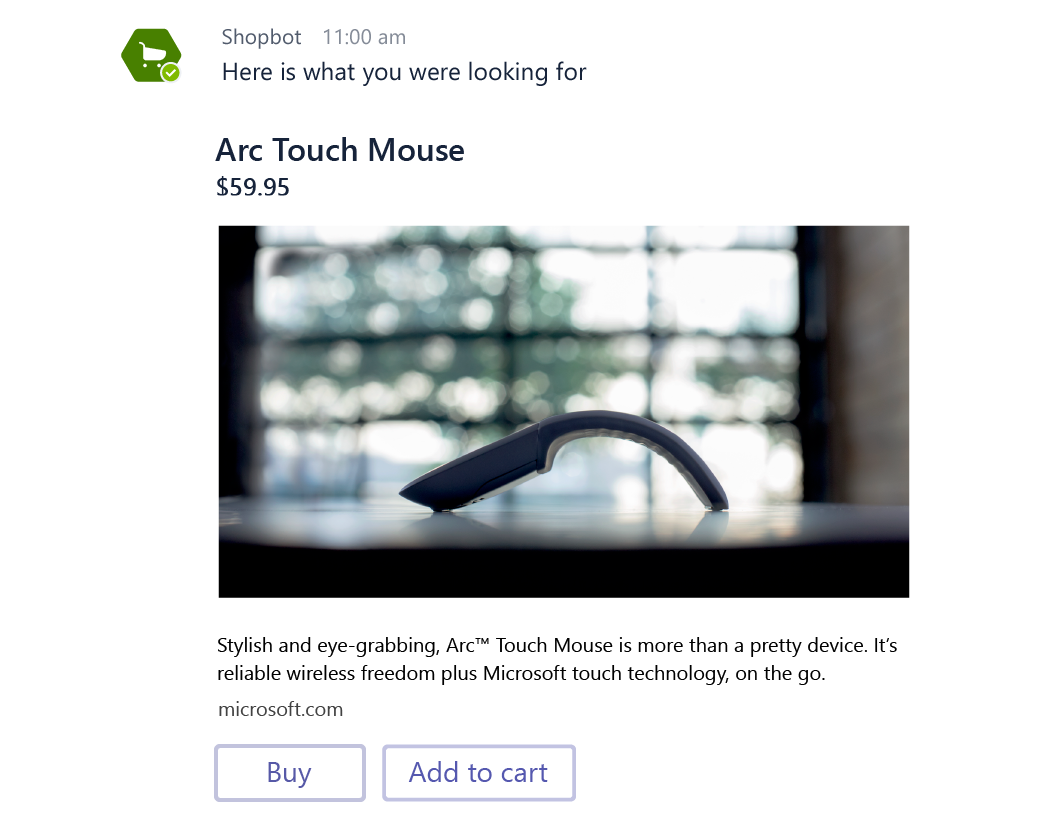 Shopbot 11:00 am
Here is what you were looking for
Arc Touch Mouse
$59.95
Stylish and eye-grabbing, Arc™ Touch Mouse is more than a pretty device. It’s
reliable wireless freedom plus Microsoft touch technology, on the go.
microsoft.com
Buy Add to cart